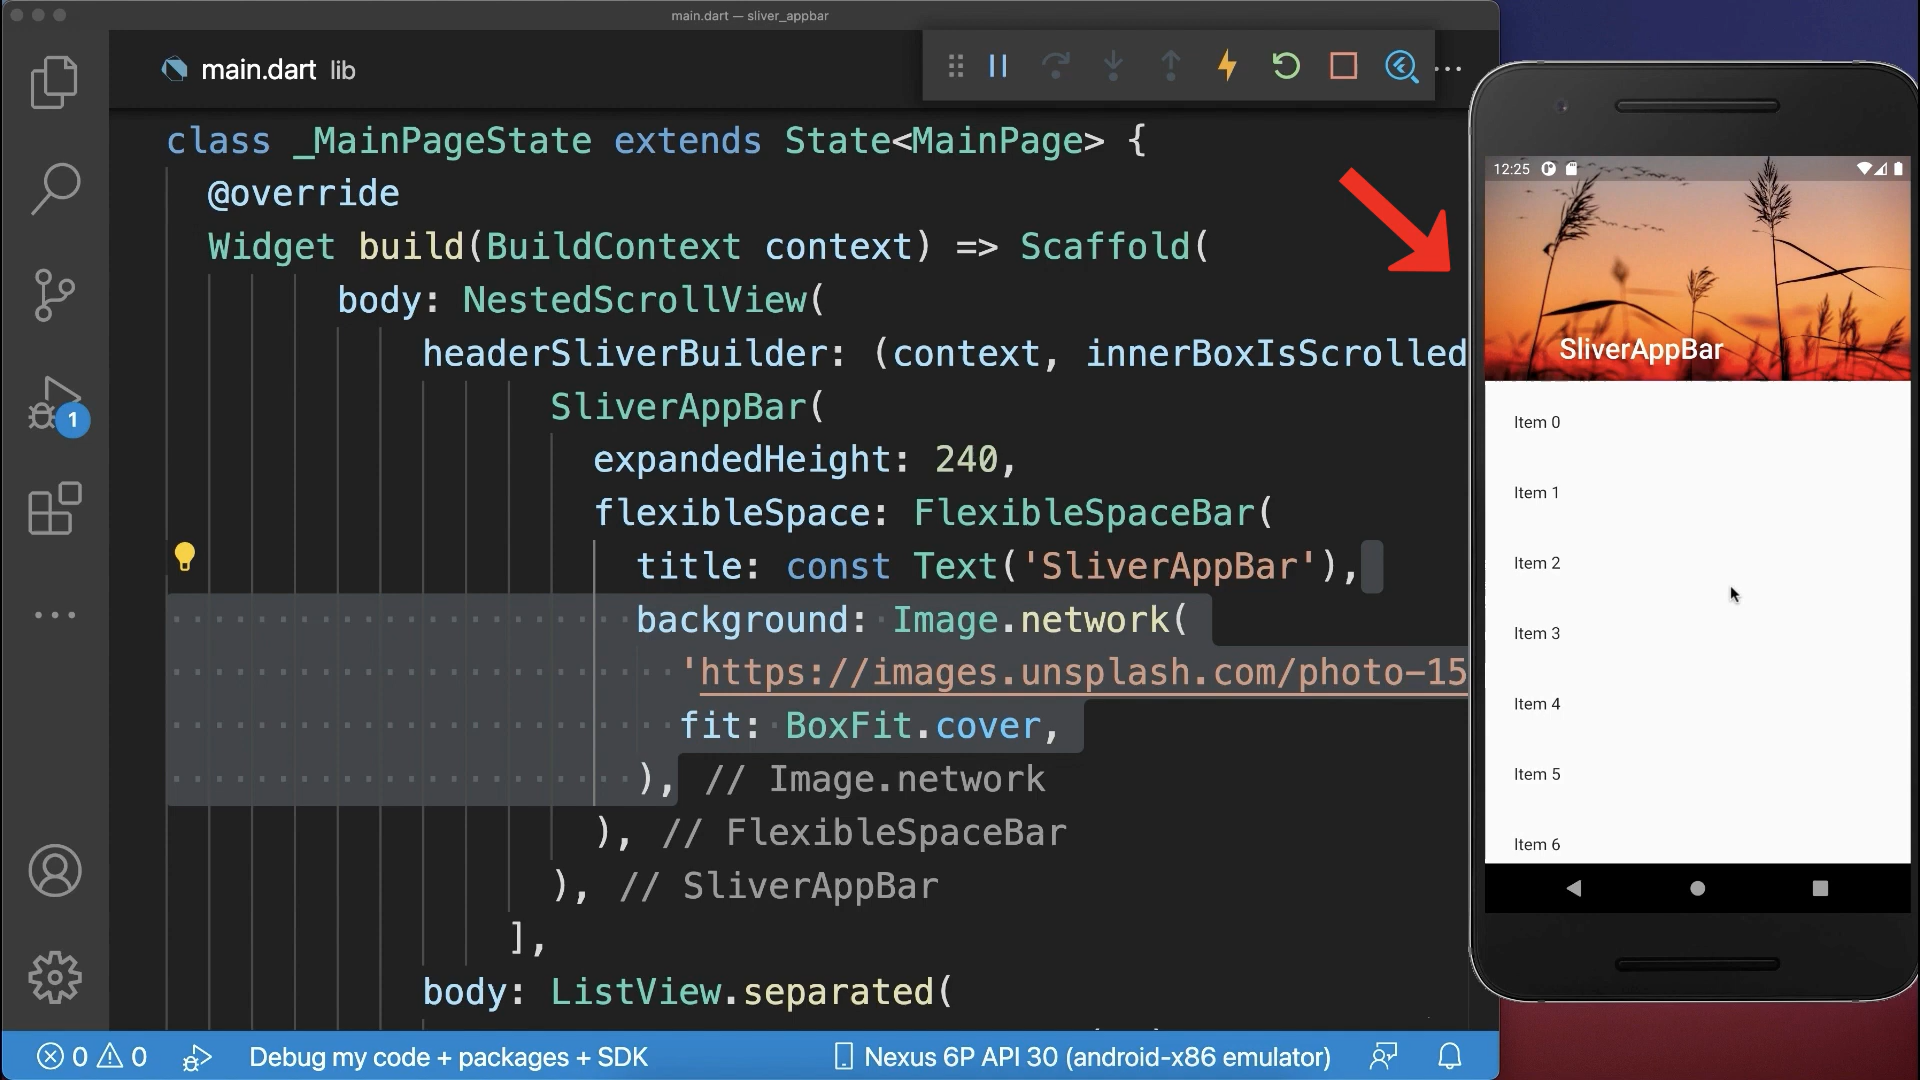 main.dart — sliver_appbar
main.dart lib
class _MainPageState extends State<MainPage> {
@override
Widget build(BuildContext context) => Scaffold(
body: NestedScrollView(
headerSliverBuilder: (context, innerBoxIsScrolled
SliverAppBar(
expandedHeight: 240,
flexibleSpace: FlexibleSpaceBar(
title: const Text('SliverAppBar'),
background: Image.network(
'https://images.unsplash.com/photo-15
fit: BoxFit.cover,
), // Image.network
), // FlexibleSpaceBar
), // SliverAppBar
],
body: ListView.separated(
1
0 0
Debug my code + packages + SDK
Nexus 6P API 30 (android-x86 emulator)
12:25
SliverAppBar
Item 0
Item 1
Item 2
Item 3
Item 4
Item 5
Item 6